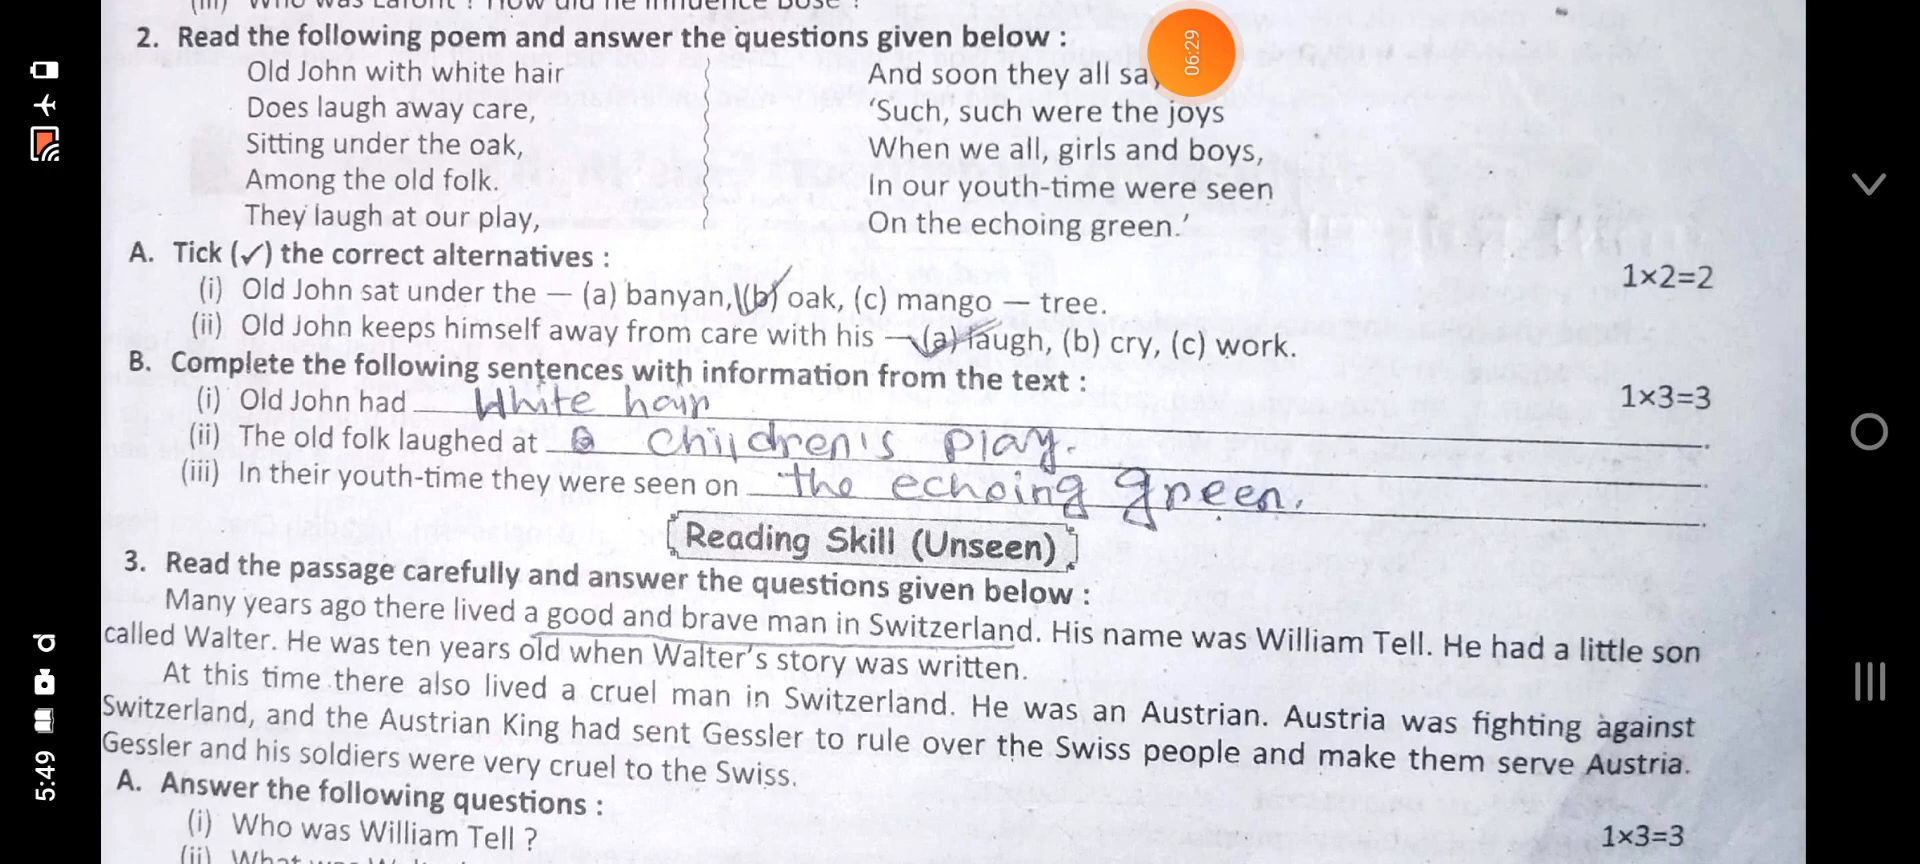 2. Read the following poem and answer the questions given below :
Old John with white hair
Does laugh away care,
Sitting under the oak,
Among the old folk.
They laugh at our play,
And soon they all
'Such, such were the joys
When we all, girls and boys,
In our youth-time were seen
On the echoing green.'
A. Tick (✓) the correct alternatives :
1×2=2
(i) Old John sat under the — (a) banyan, (b) oak, (c) mango — tree.
(ii) Old John keeps himself away from care with his — (a) laugh, (b) cry, (c) work.
B. Complete the following sentences with information from the text :
1×3=3
(i) Old John had White hair
(ii) The old folk laughed at children's play.
(iii) In their youth-time they were seen on the echoing green.
Reading Skill (Unseen)
3. Read the passage carefully and answer the questions given below :
Many years ago there lived a good and brave man in Switzerland. His name was William Tell. He had a little son
called Walter. He was ten years old when Walter's story was written.
At this time there also lived a cruel man in Switzerland. He was an Austrian. Austria was fighting against
Switzerland, and the Austrian King had sent Gessler to rule over the Swiss people and make them serve Austria.
Gessler and his soldiers were very cruel to the Swiss.
A. Answer the following questions :
1×3=3
(i) Who was William Tell ?
06:29
5:49